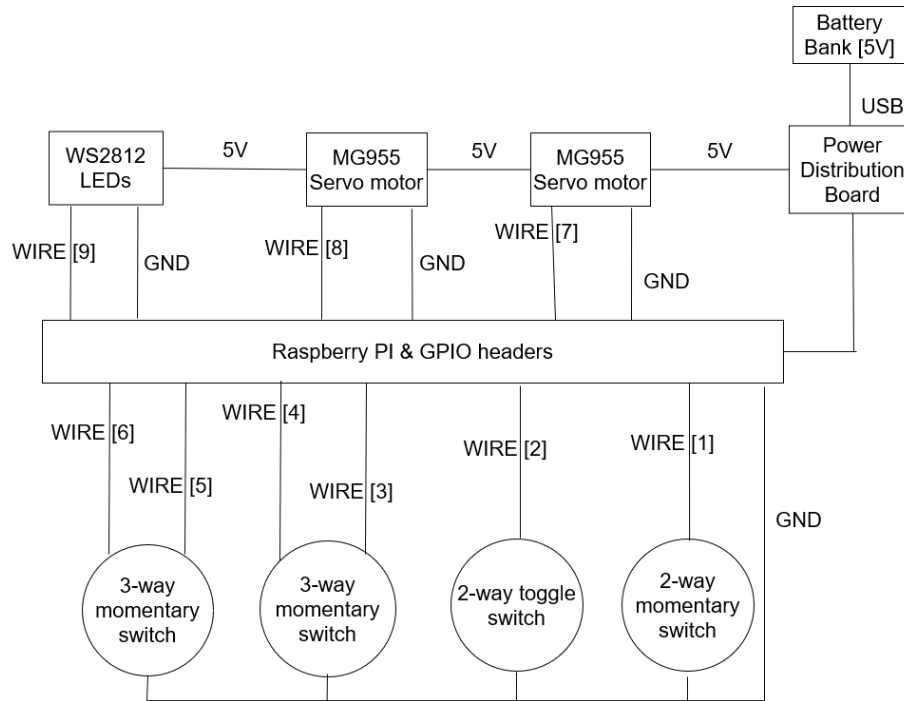 Battery
Bank [5V]
USB
WS2812
LEDs
5V
MG955
Servo motor
5V
MG955
Servo motor
5V
Power
Distribution
Board
WIRE [9]
GND
WIRE [8]
GND
WIRE [7]
GND
Raspberry PI & GPIO headers
WIRE [6]
WIRE [5]
WIRE [4]
WIRE [3]
WIRE [2]
WIRE [1]
GND
3-way
momentary
switch
3-way
momentary
switch
2-way toggle
switch
2-way
momentary
switch